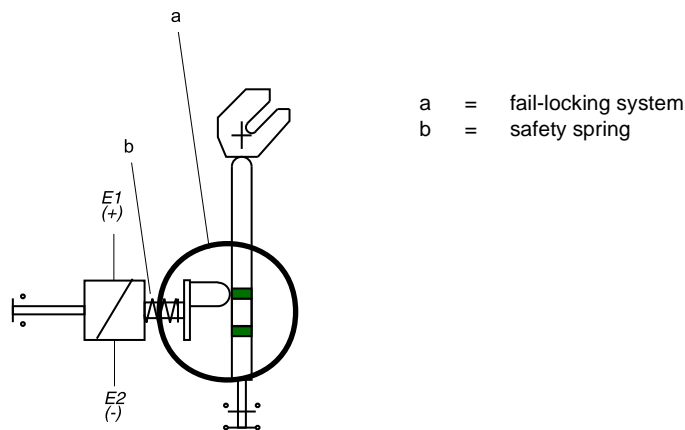 a
a = fail-locking system
b = safety spring
b
E1
(+)
E2
(-)